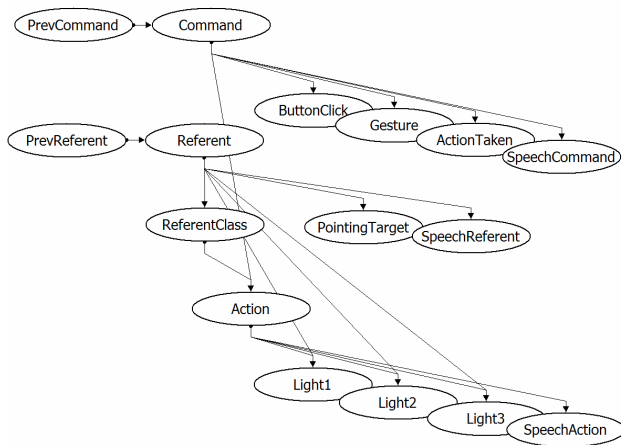 PrevCommand
Command
ButtonClick
Gesture
ActionTaken
SpeechCommand
PrevReferent
Referent
ReferentClass
PointingTarget
SpeechReferent
Action
Light1
Light2
Light3
SpeechAction